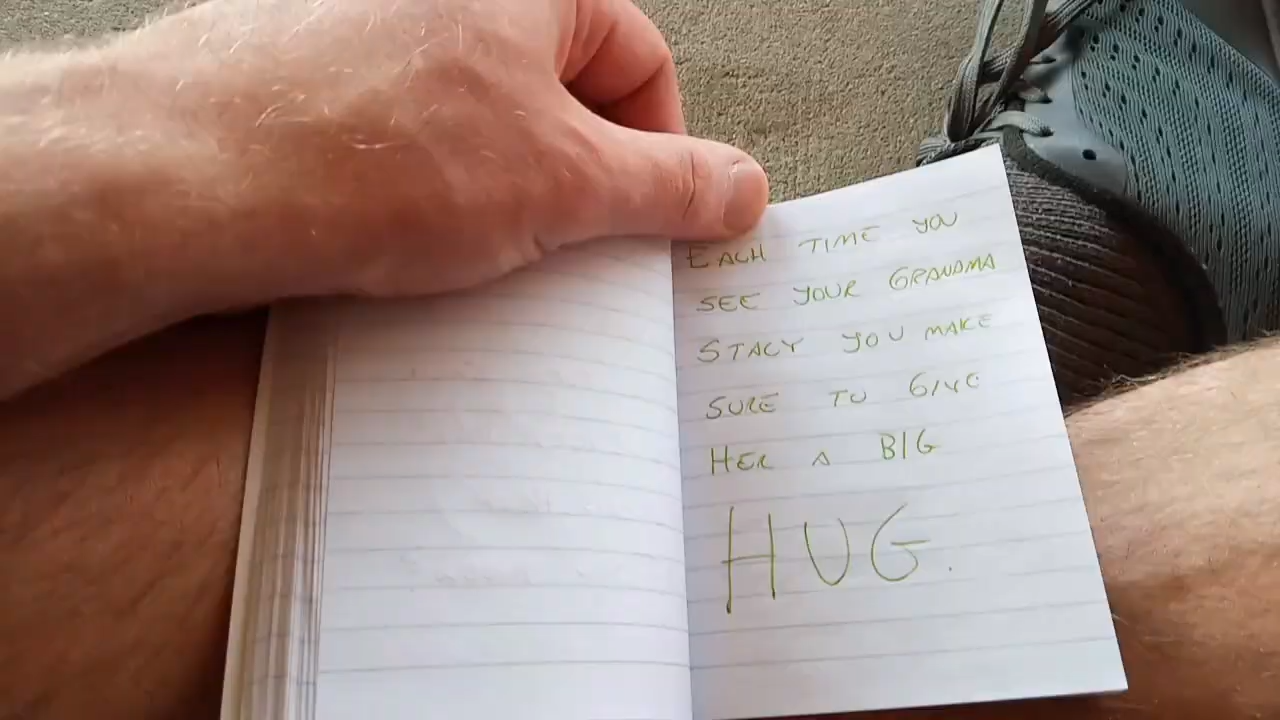 EACH TIME YOU
SEE YOUR GRANDMA
STACY YOU MAKE
SURE TO GIVE
HER A BIG
HUG.